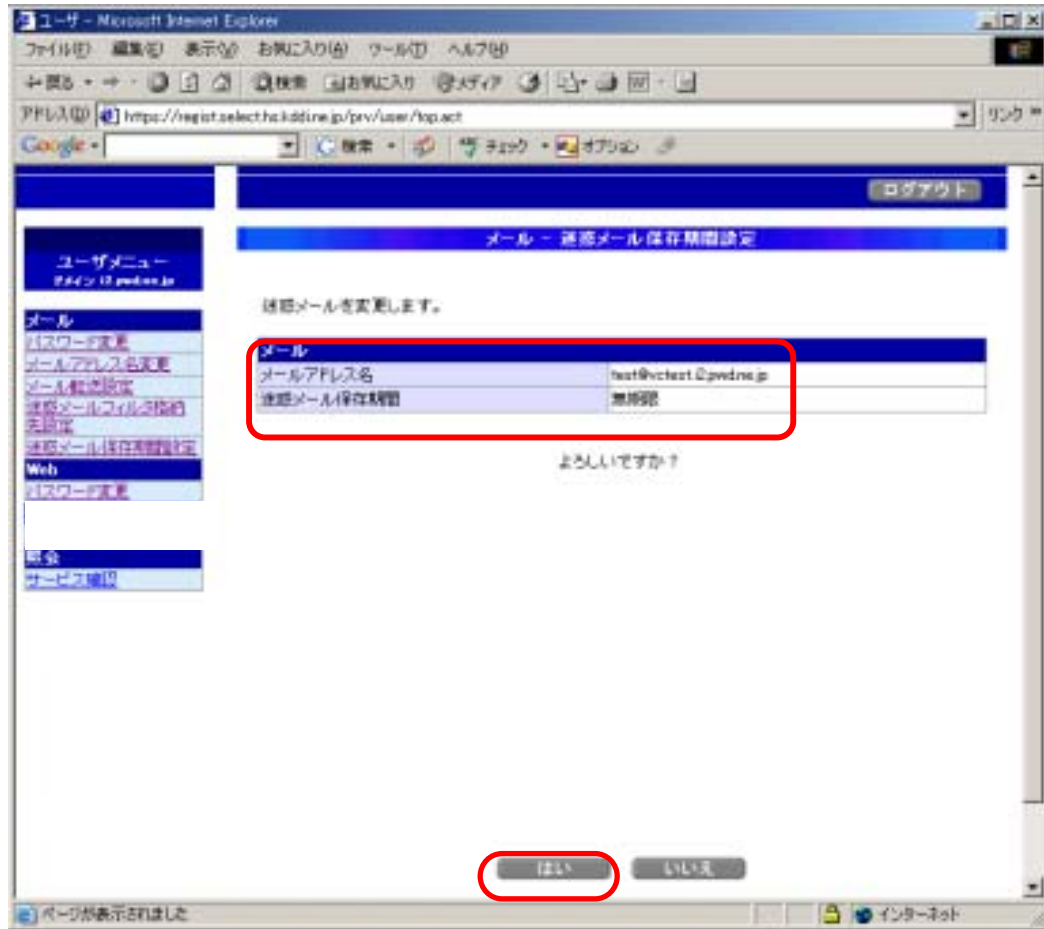 ユーザ - Microsoft Internet Explorer
ファイル(F) 編集(E) 表示(V) お気に入り(A) ツール(T) ヘルプ(H)
戻る 検索 お気に入り メディア
アドレス(D) https://regist.select.hs.kddi.ne.jp/prv/user/top.act リンク
Google 検索 チェック オプション
ログアウト
メール - 迷惑メール保存期間設定
ユーザメニュー
ドメイン
迷惑メールを変更します。
メール
パスワード変更
メールアドレス名変更
メール転送設定
迷惑メールフィルタ格納
先設定
迷惑メール保存期間設定
Web
パスワード変更
照会
サービス確認
メール
メールアドレス名 test@vctest.i2.pwd.ne.jp
迷惑メール保存期間 無期限
よろしいですか?
はい いいえ
ページが表示されました インターネット